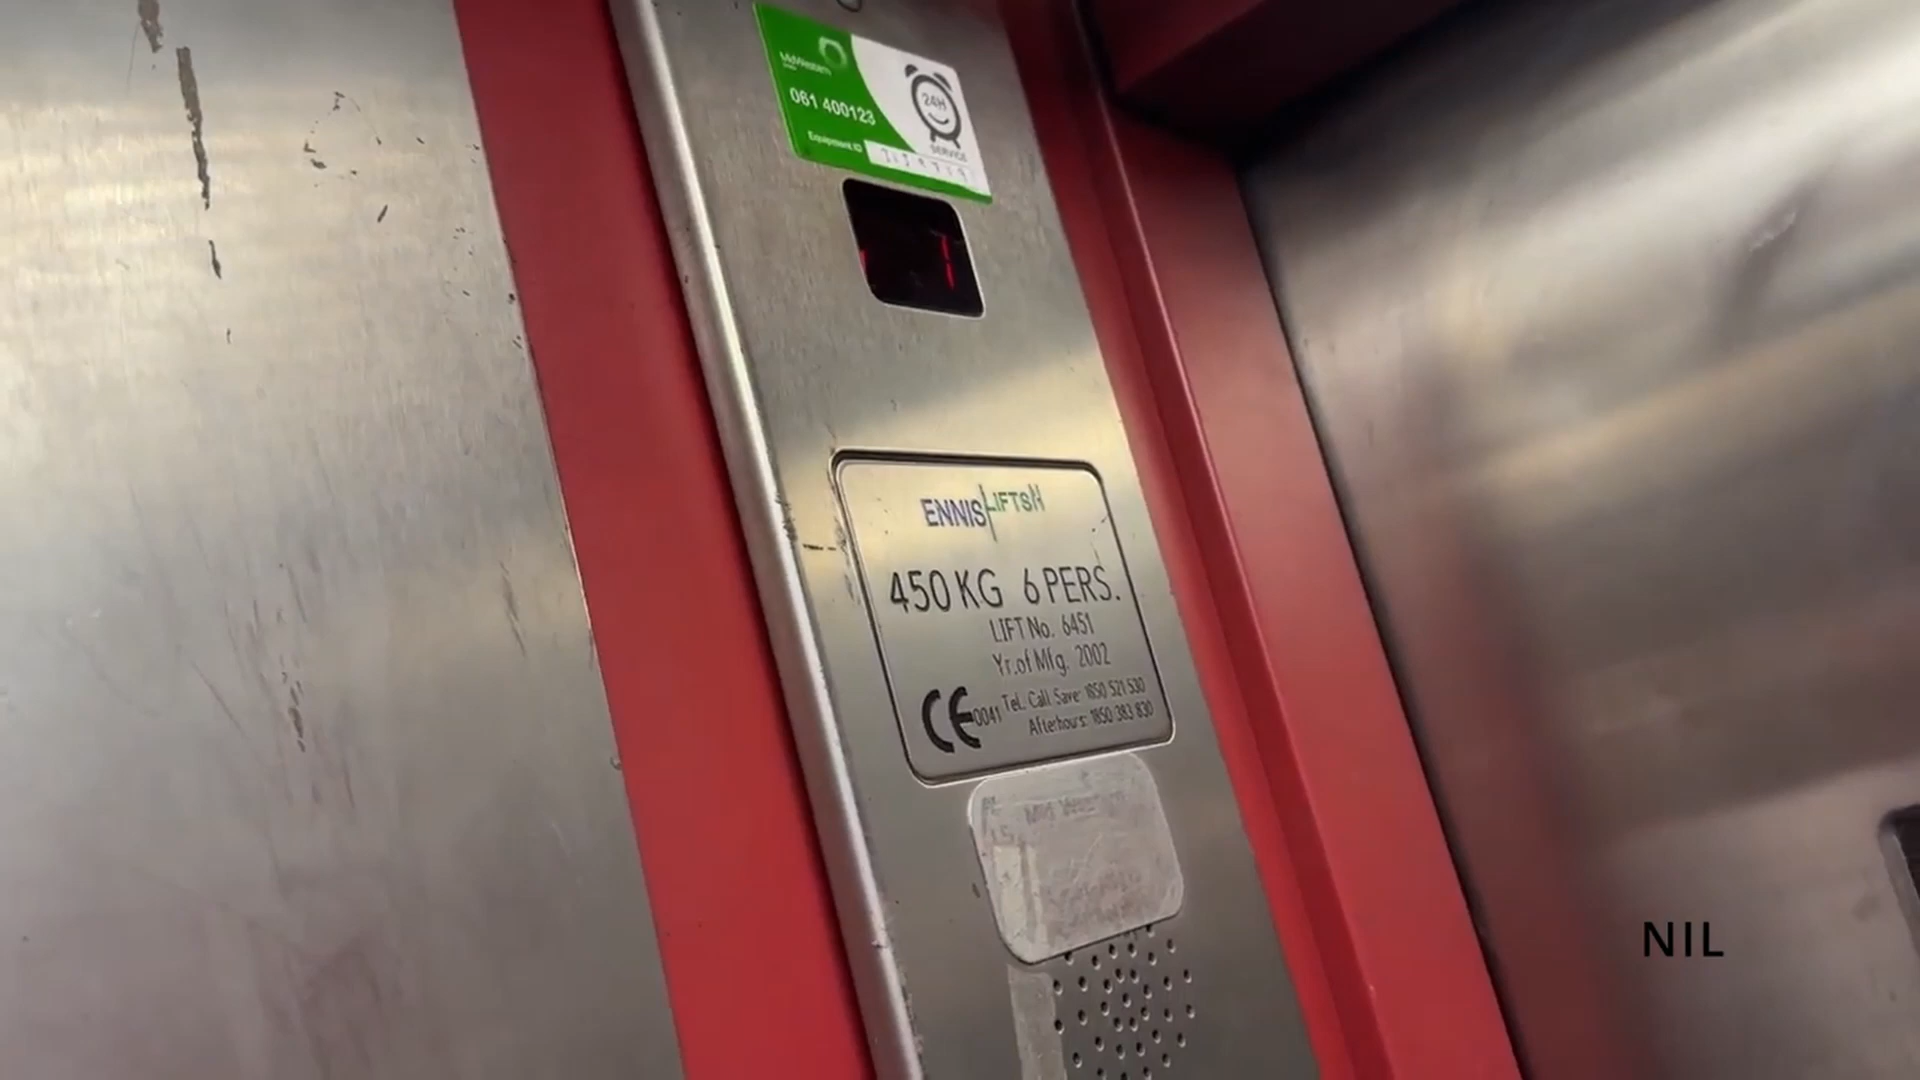 MidWestern
061 400123
24H
SERVICE
Equipment ID
ENNIS LIFTS
450 KG 6 PERS.
LIFT No. 6451
Yr.of Mfg. 2002
CE 0041
Tel. Call Save: 1850 521 530
Afterhours: 1850 383 830
NIL